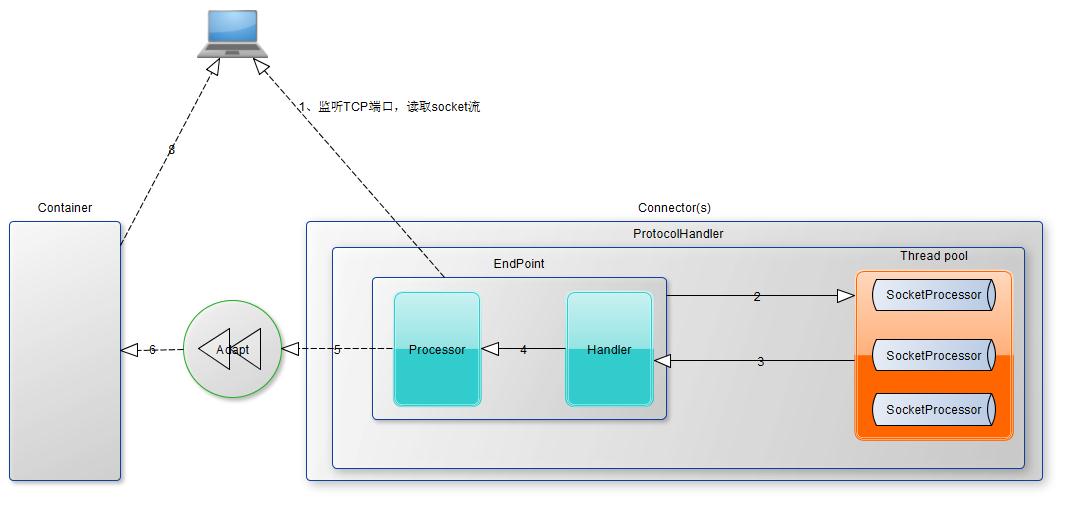 1、监听TCP端口，读取socket流
8
Container
Connector(s)
ProtocolHandler
Thread pool
EndPoint
SocketProcessor
2
Adapt
6
5
Processor
4
Handler
3
SocketProcessor
SocketProcessor